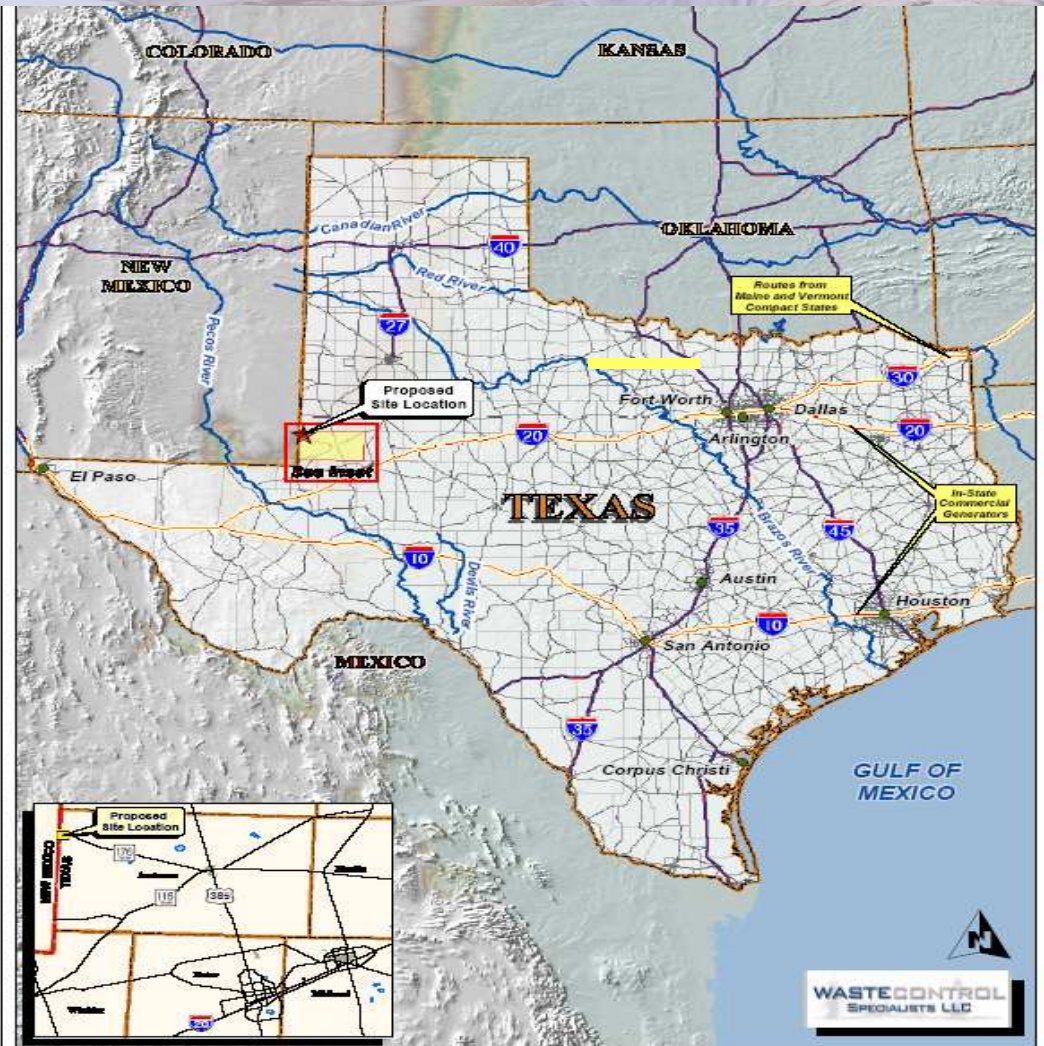 COLORADO
KANSAS
Canadian River
OKLAHOMA
40
NEW
MEXICO
Red River
Routes from
Maine and Vermont
Compact States
Pecos River
27
Proposed
Site Location
30
Fort-Worth
Dallas
Arlington
20
20
See Inset
El Paso
TEXAS
In-State
Commercial
Generators
35
45
Brazos River
10
Devils River
Austin
Houston
10
San Antonio
MEXICO
35
Corpus Christi
GULF OF
MEXICO
Proposed
Site Location
NEW MEXICO
TEXAS
176
115
385
Winkler
20
N
WASTECONTROL
SPECIALISTS LLC